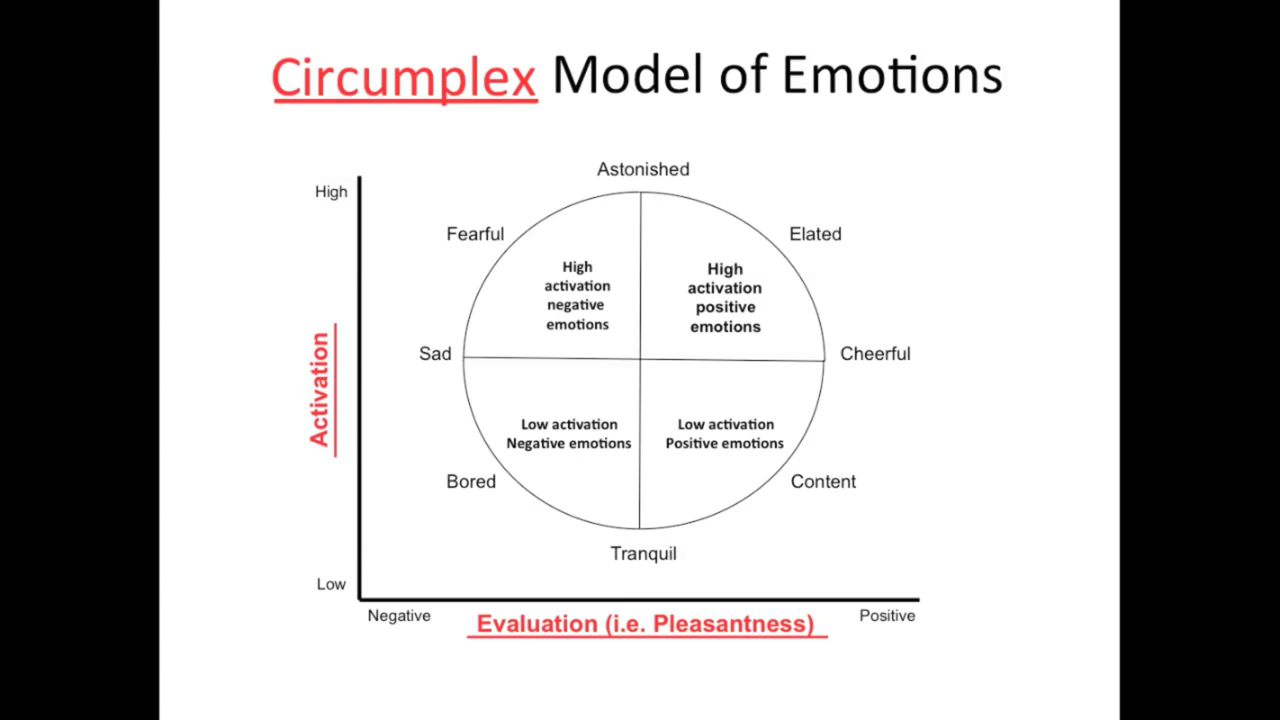 Circumplex Model of Emotions
Astonished
High
Fearful
Elated
High
activation
negative
emotions
High
activation
positive
emotions
Sad
Cheerful
Activation
Low activation
Negative emotions
Low activation
Positive emotions
Bored
Content
Tranquil
Low
Negative
Evaluation (i.e. Pleasantness)
Positive